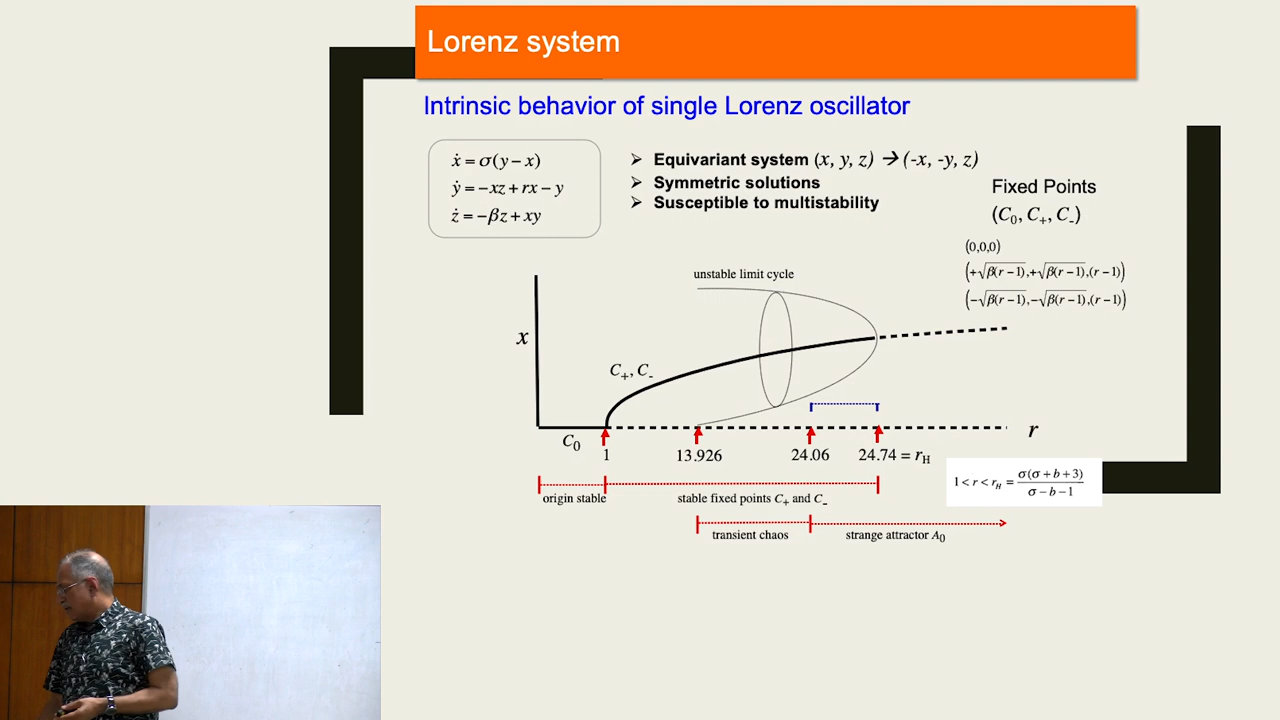 Lorenz system
Intrinsic behavior of single Lorenz oscillator
ẋ = σ(y − x)
ẏ = −xz + rx − y
ż = −βz + xy
➢ Equivariant system (x, y, z) → (-x, -y, z)
➢ Symmetric solutions
➢ Susceptible to multistability
Fixed Points
(C₀, C₊, C₋)
(0,0,0)
(+√β(r−1),+√β(r−1),(r−1))
(−√β(r−1),−√β(r−1),(r−1))
unstable limit cycle
x
C₊, C₋
C₀
r
1
13.926
24.06
24.74 = r_H
1 < r < r_H = σ(σ + b + 3) / σ − b − 1
origin stable
stable fixed points C₊ and C₋
transient chaos
strange attractor A₀